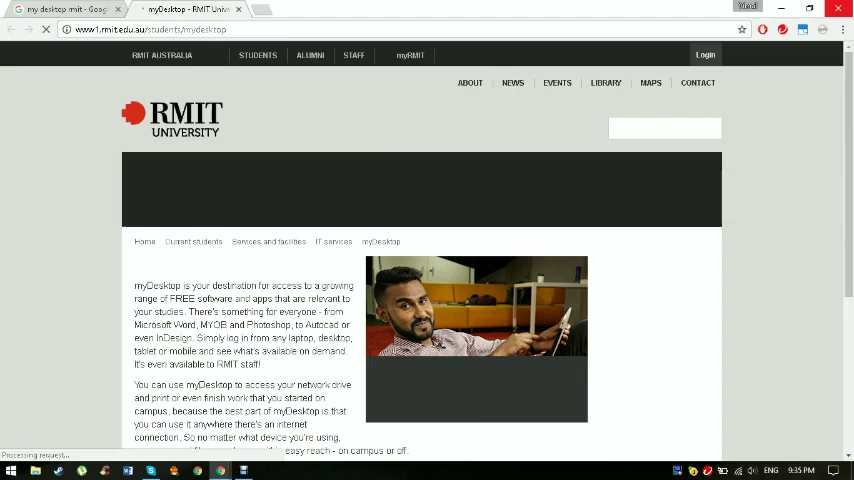 my desktop rmit - Googl
myDesktop - RMIT Unive
Vimal
www1.rmit.edu.au/students/mydesktop
RMIT AUSTRALIA
STUDENTS
ALUMNI
STAFF
myRMIT
Login
ABOUT
NEWS
EVENTS
LIBRARY
MAPS
CONTACT
RMIT
UNIVERSITY
Home
Current students
Services and facilities
IT services
myDesktop
myDesktop is your destination for access to a growing
range of FREE software and apps that are relevant to
your studies. There's something for everyone - from
Microsoft Word, MYOB and Photoshop, to Autocad or
even InDesign. Simply log in from any laptop, desktop,
tablet or mobile and see what's available on demand.
It's even available to RMIT staff!
You can use myDesktop to access your network drive
and print or even finish work that you started on
campus, because the best part of myDesktop is that
you can use it anywhere there's an internet
connection. So no matter what device you're using,
easy reach - on campus or off.
Processing request...
ENG
9:35 PM